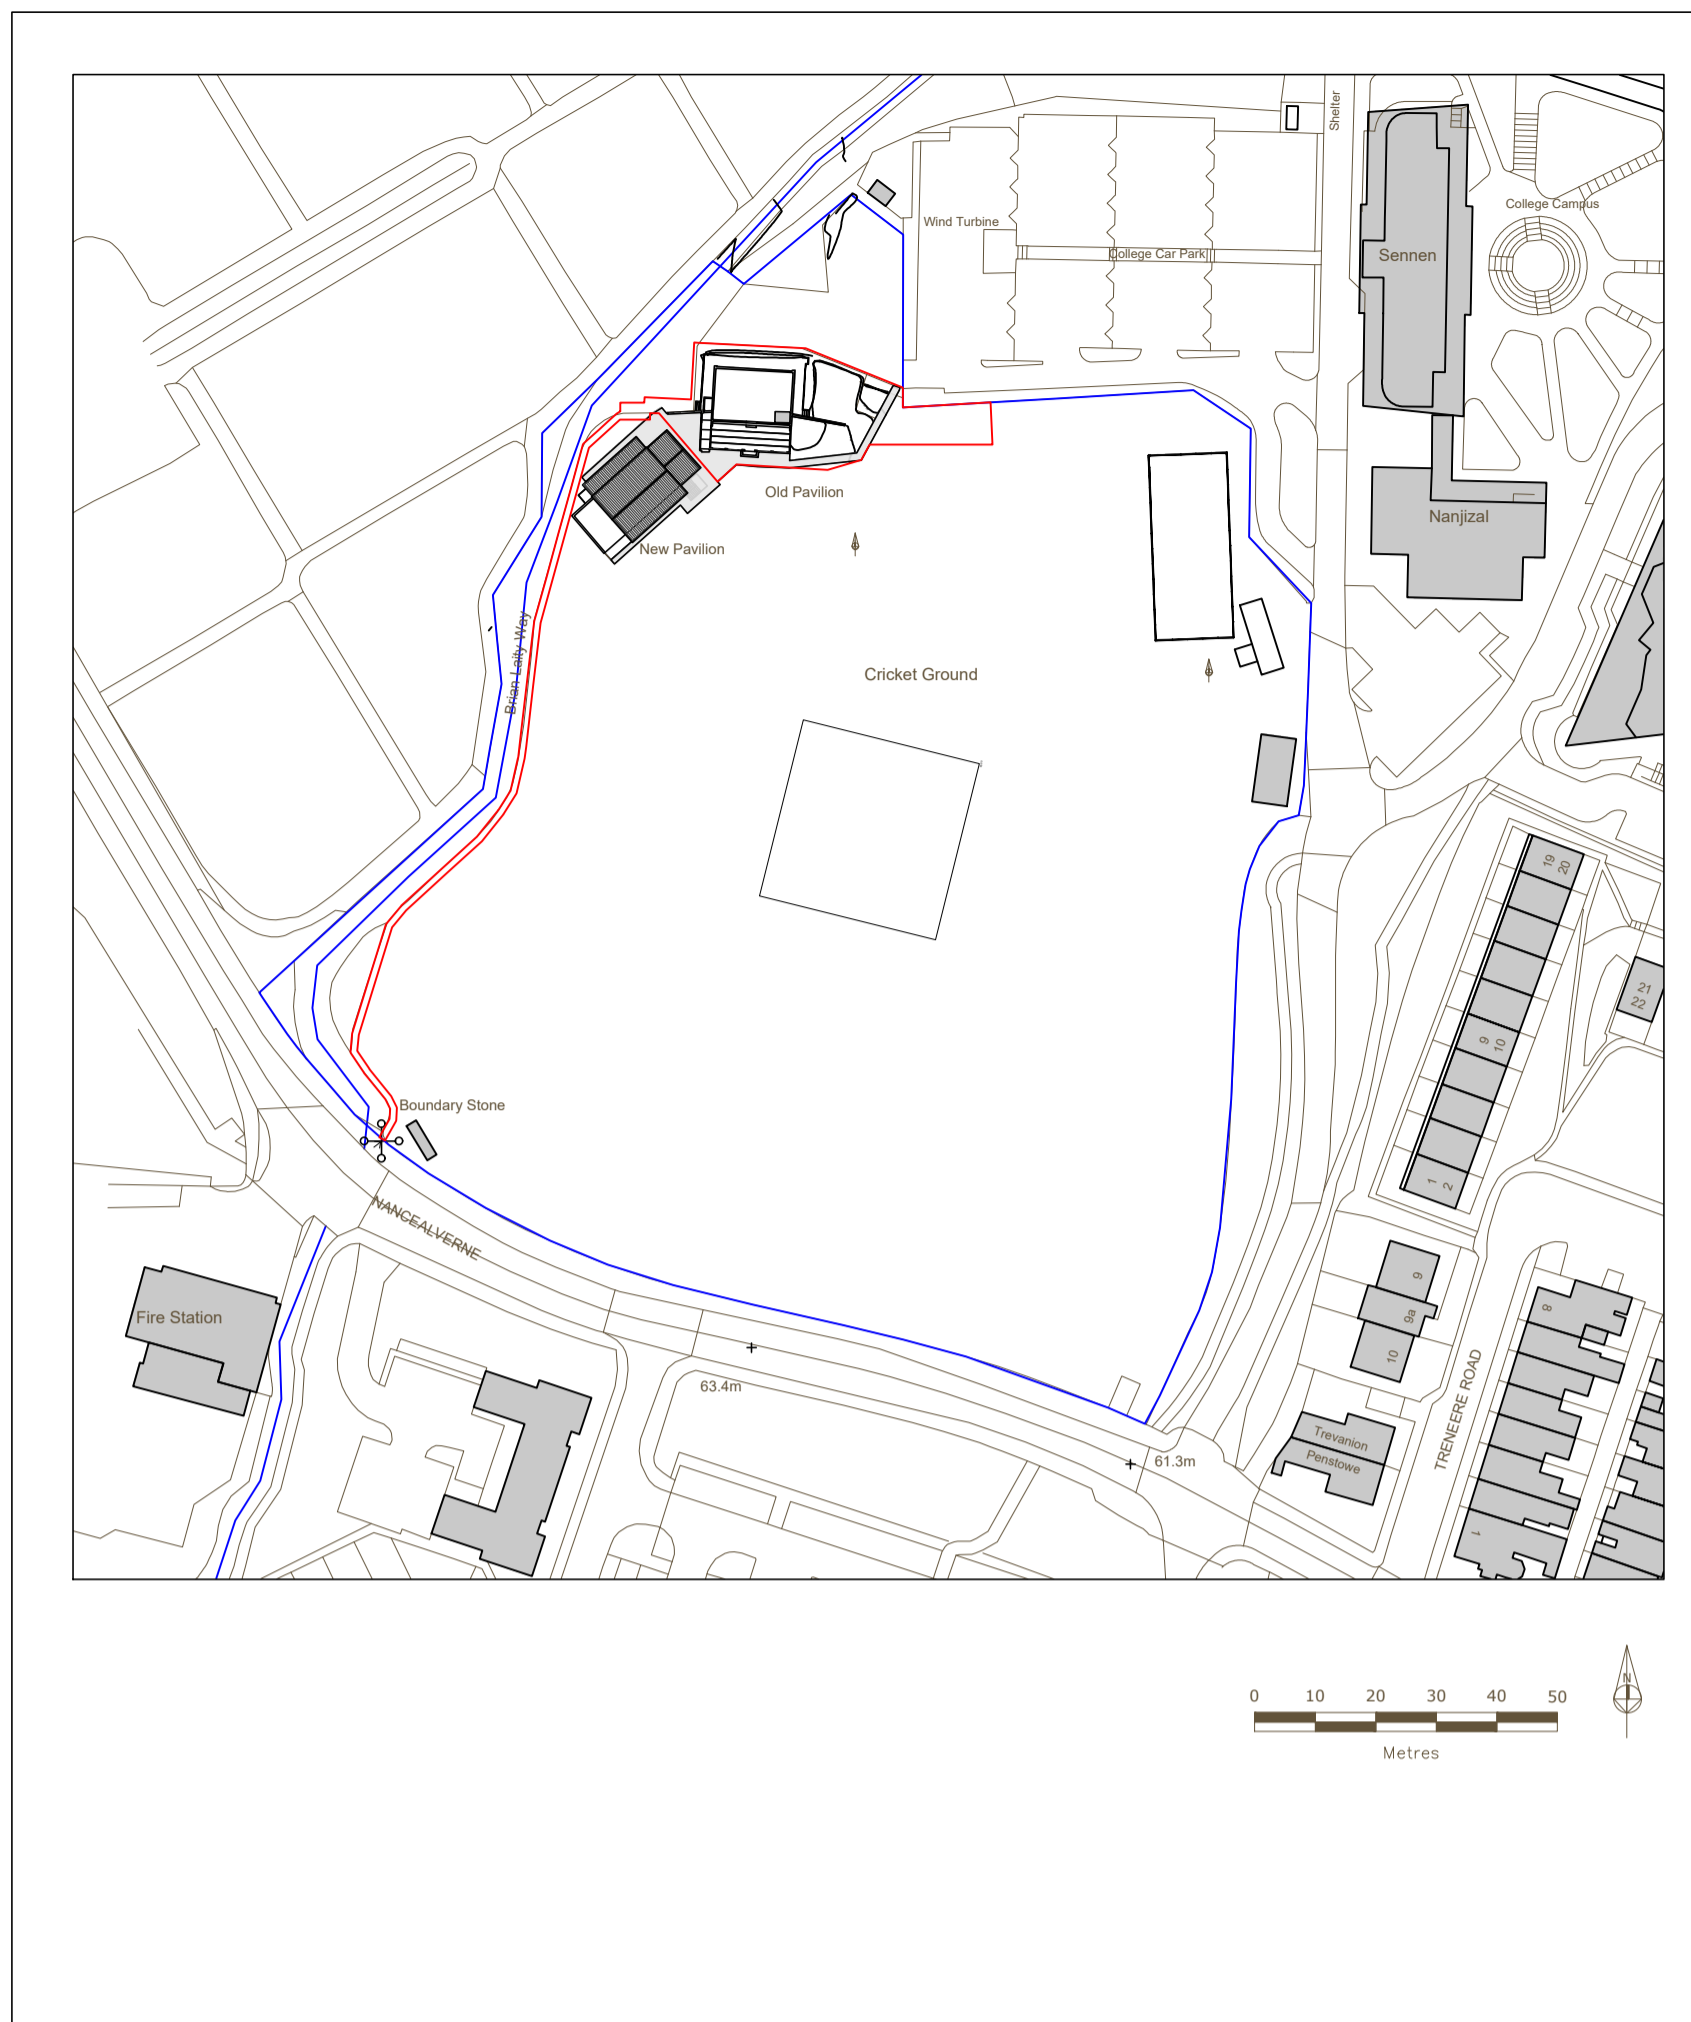 Shelter
College Campus
Wind Turbine
College Car Park
Sennen
Old Pavilion
Nanjizal
New Pavilion
Brian Laity Way
Cricket Ground
19
20
21
22
9
10
Boundary Stone
1
2
NANCEALVERNE
9
9a
10
8
Fire Station
63.4m
TRENEERE ROAD
Trevanion
Penstowe
61.3m
1
N
0 10 20 30 40 50
Metres